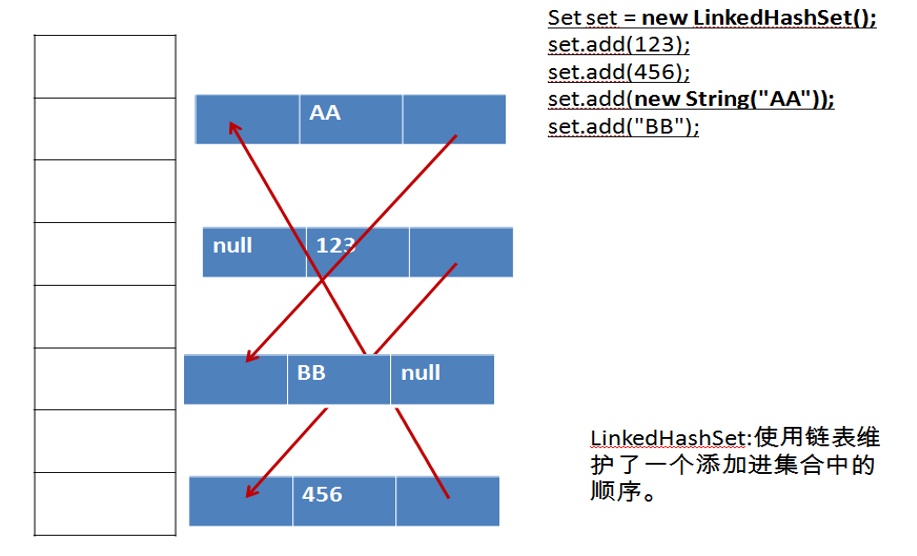 Set set = new LinkedHashSet();
set.add(123);
set.add(456);
set.add(new String("AA"));
set.add("BB");
AA
null 123
BB null
456
LinkedHashSet:使用链表维
护了一个添加进集合中的
顺序。